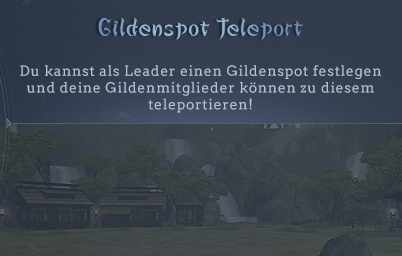 Gildenspot Teleport
Du kannst als Leader einen Gildenspot festlegen
und deine Gildenmitglieder können zu diesem
teleportieren!